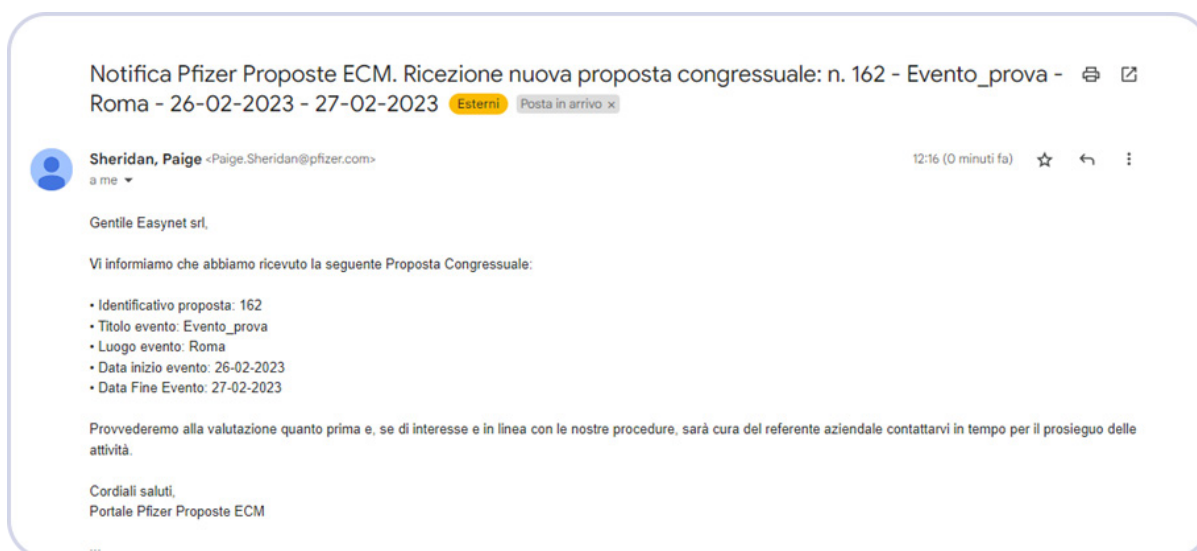 Notifica Pfizer Proposte ECM. Ricezione nuova proposta congressuale: n. 162 - Evento_prova -
Roma - 26-02-2023 - 27-02-2023 Esterni Posta in arrivo x
Sheridan, Paige <Paige.Sheridan@pfizer.com> 12:16 (0 minuti fa)
a me
Gentile Easynet srl,
Vi informiamo che abbiamo ricevuto la seguente Proposta Congressuale:
• Identificativo proposta: 162
• Titolo evento: Evento_prova
• Luogo evento: Roma
• Data inizio evento: 26-02-2023
• Data Fine Evento: 27-02-2023
Provvederemo alla valutazione quanto prima e, se di interesse e in linea con le nostre procedure, sarà cura del referente aziendale contattarvi in tempo per il prosieguo delle
attività.
Cordiali saluti,
Portale Pfizer Proposte ECM
...